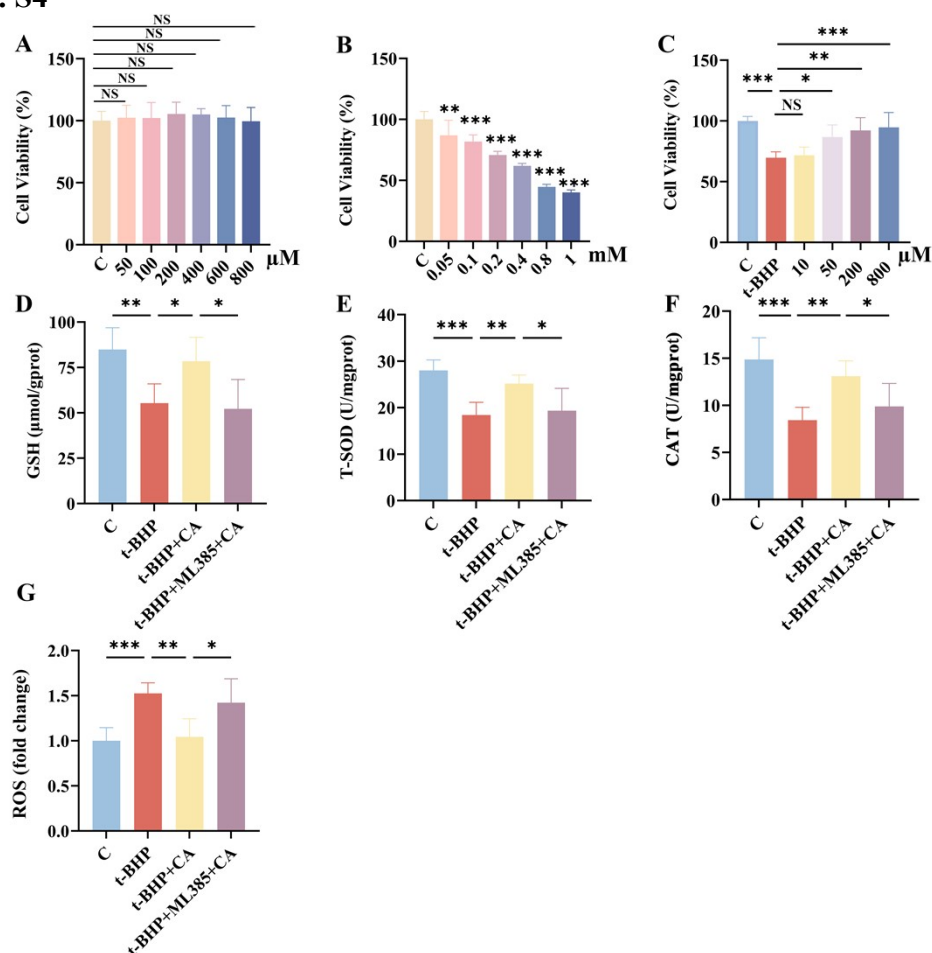 . S4
A
NS
NS
NS
NS
NS
NS
Cell Viability (%)
150
100
50
0
C
50
100
200
400
600
800
μM
B
Cell Viability (%)
150
100
50
0
**
***
***
***
***
***
C
0.05
0.1
0.2
0.4
0.8
1
mM
C
***
**
***
*
NS
Cell Viability (%)
150
100
50
0
C
t-BHP
10
50
200
800
μM
D
**
*
*
GSH (μmol/gprot)
100
75
50
25
0
C
t-BHP
t-BHP+CA
t-BHP+ML385+CA
E
***
**
*
T-SOD (U/mgprot)
40
30
20
10
0
C
t-BHP
t-BHP+CA
t-BHP+ML385+CA
F
***
**
*
CAT (U/mgprot)
20
15
10
5
0
C
t-BHP
t-BHP+CA
t-BHP+ML385+CA
G
***
**
*
ROS (fold change)
2.0
1.5
1.0
0.5
0.0
C
t-BHP
t-BHP+CA
t-BHP+ML385+CA